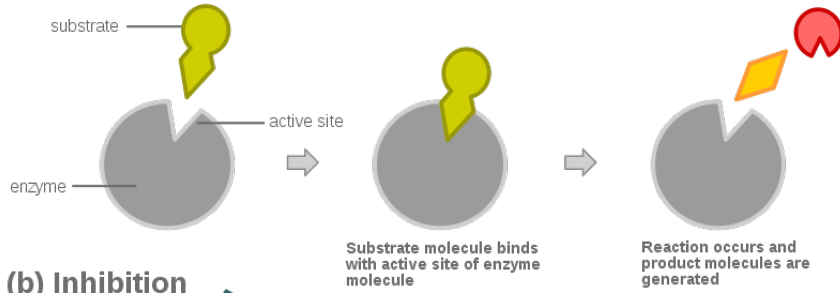 substrate
active site
enzyme
Substrate molecule binds
with active site of enzyme
molecule
Reaction occurs and
product molecules are
generated
(b) Inhibition